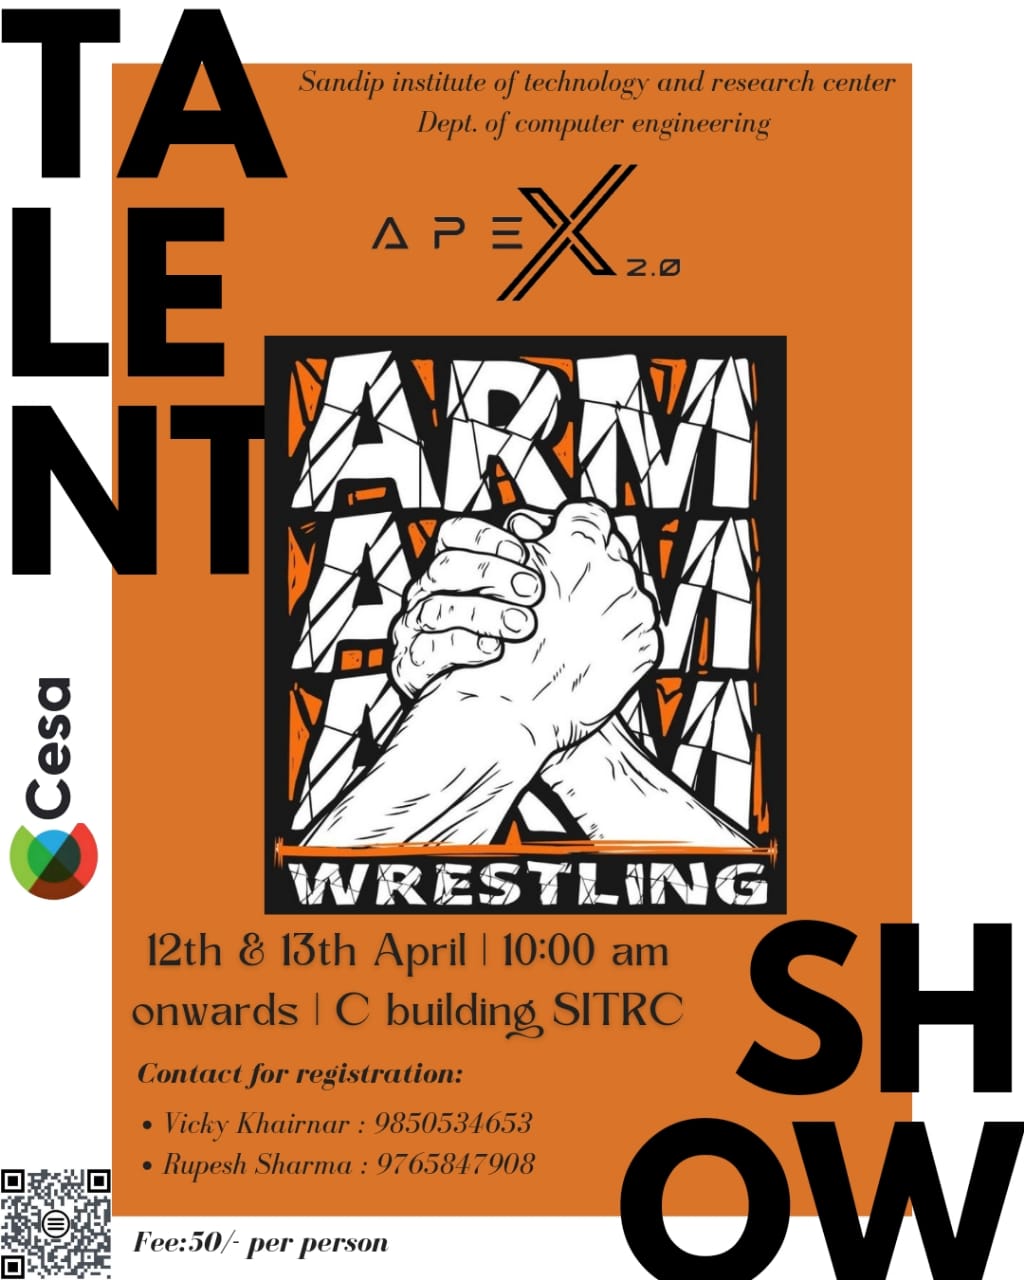 TA
LE
NT
Sandip institute of technology and research center
Dept. of computer engineering
APEX 2.0
ARM
ARM
ARM
WRESTLING
Cesa
12th & 13th April | 10:00 am
onwards | C building SITRC
Contact for registration:
• Vicky Khairnar : 9850534653
• Rupesh Sharma : 9765847908
Fee:50/- per person
SH
OW